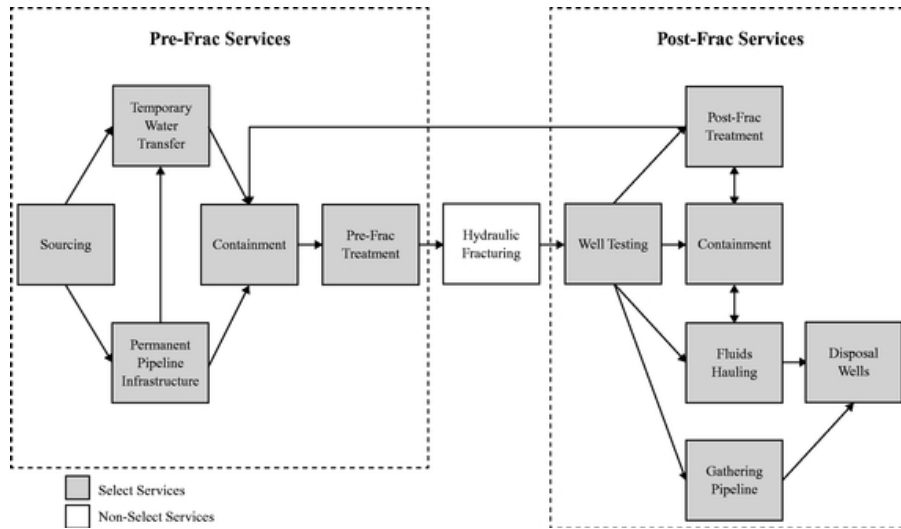 Pre-Frac Services
Post-Frac Services
Temporary
Water
Transfer
Post-Frac
Treatment
Sourcing
Containment
Pre-Frac
Treatment
Hydraulic
Fracturing
Well Testing
Containment
Permanent
Pipeline
Infrastructure
Fluids
Hauling
Disposal
Wells
Gathering
Pipeline
Select Services
Non-Select Services